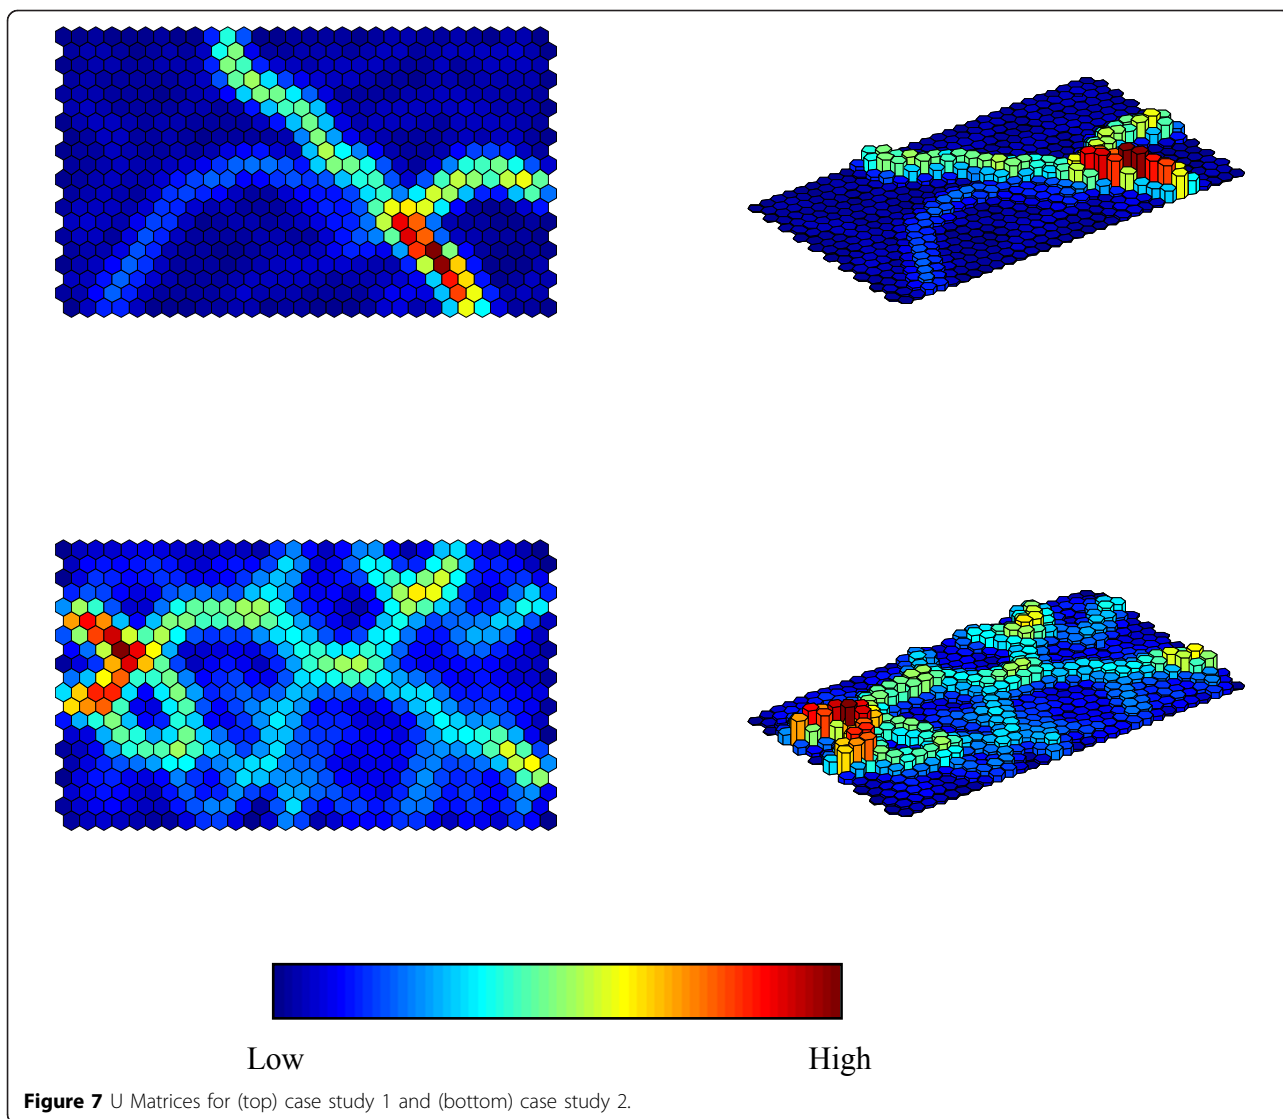 Low
High
Figure 7 U Matrices for (top) case study 1 and (bottom) case study 2.